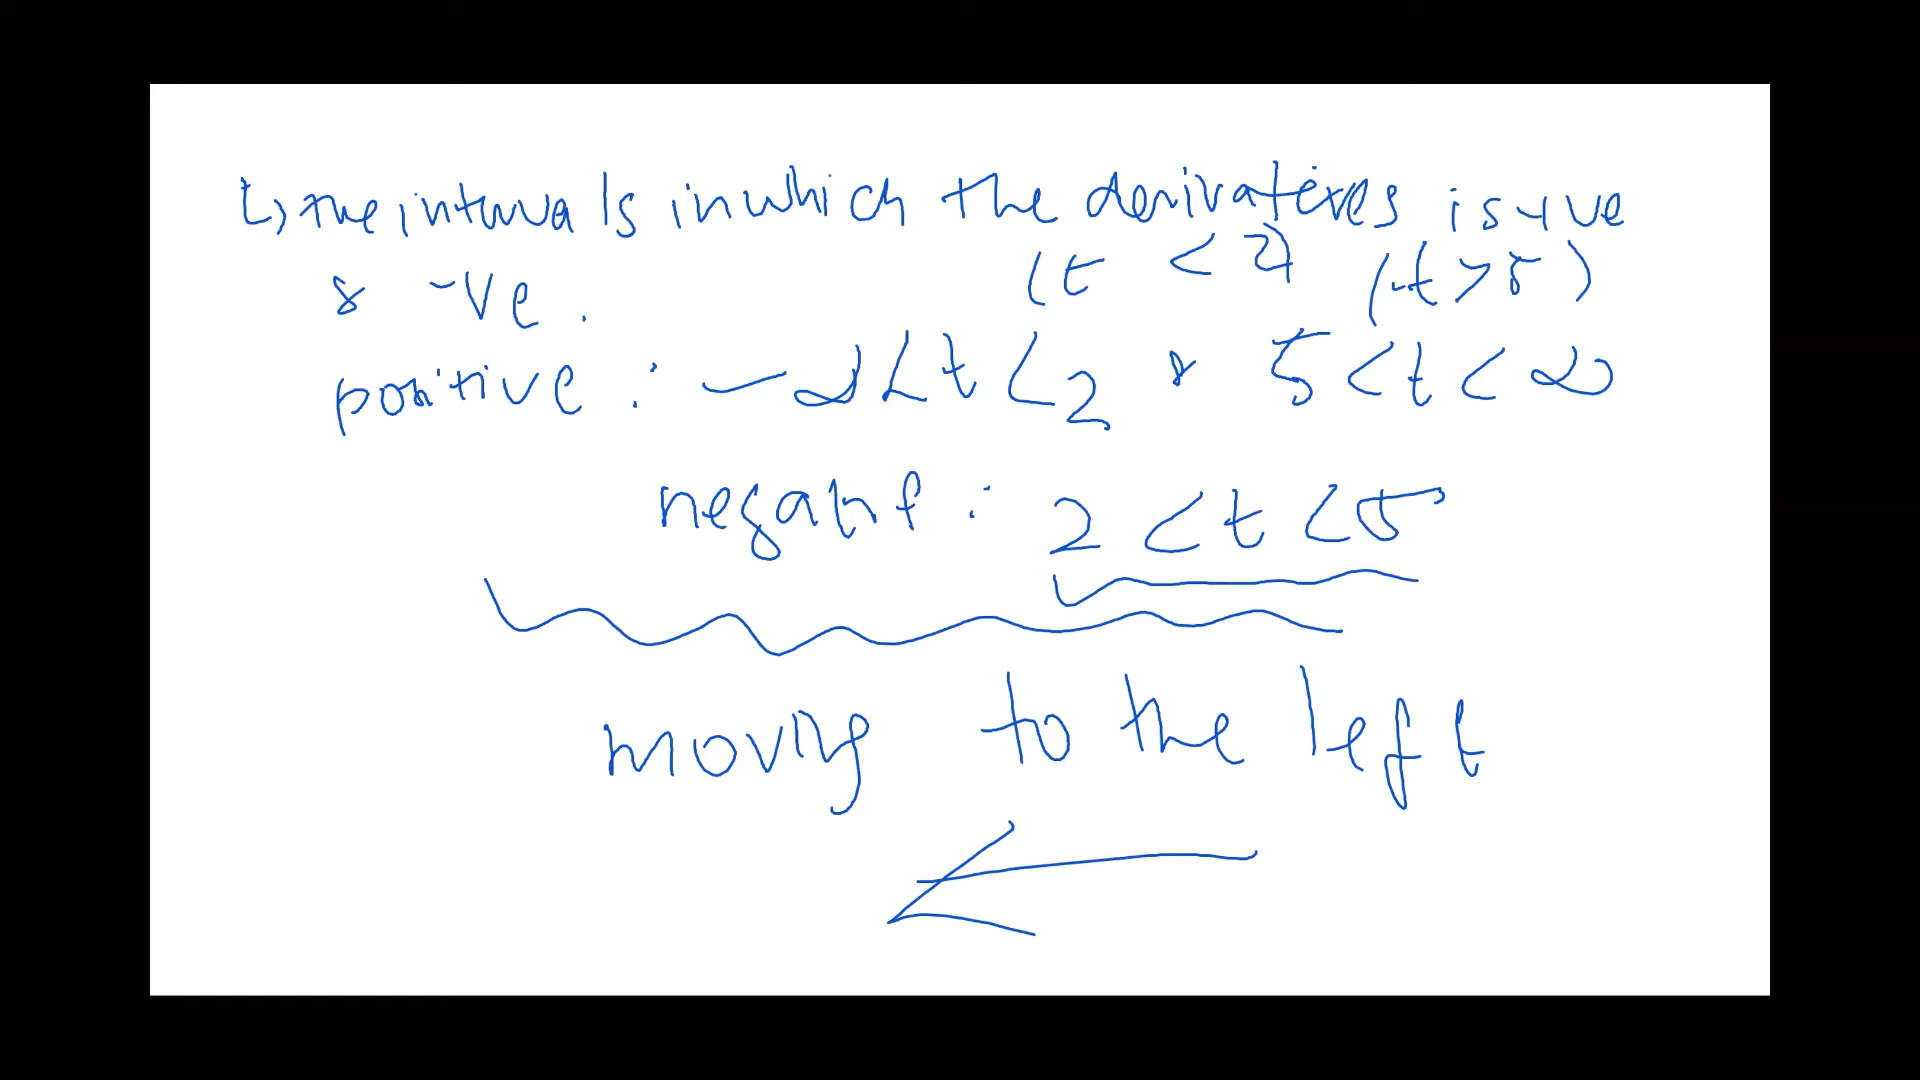 ↳ the intervals in which the derivatives is +ve
(t < 2) (t > 5)
& -ve.
positive : -∞ < t < 2 & 5 < t < ∞
negatif : 2 < t < 5
moving to the left